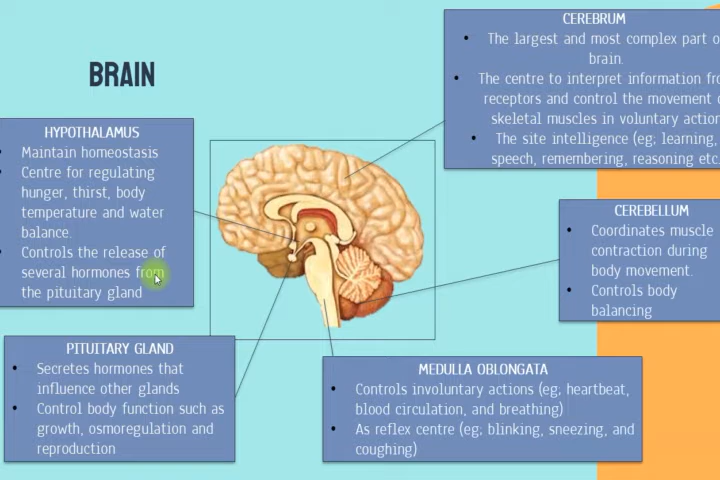 BRAIN
HYPOTHALAMUS
• Maintain homeostasis
• Centre for regulating
hunger, thirst, body
temperature and water
balance.
• Controls the release of
several hormones from
the pituitary gland
PITUITARY GLAND
• Secretes hormones that
influence other glands
• Control body function such as
growth, osmoregulation and
reproduction
CEREBRUM
• The largest and most complex part
brain.
• The centre to interpret information
receptors and control the movement
skeletal muscles in voluntary
• The site intelligence (eg; learning,
speech, remembering, reasoning etc.
CEREBELLUM
• Coordinates muscle
contraction during
body movement.
• Controls body
balancing
MEDULLA OBLONGATA
• Controls involuntary actions (eg; heartbeat,
blood circulation, and breathing)
• As reflex centre (eg; blinking, sneezing, and
coughing)